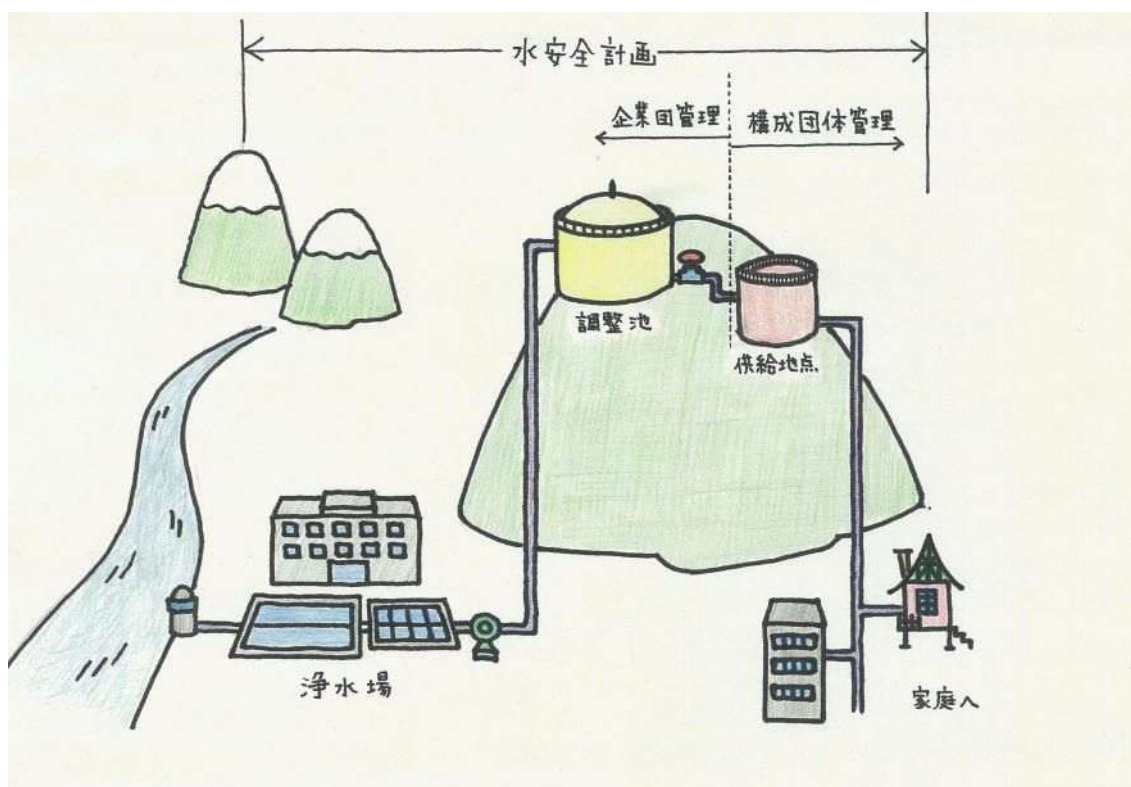 水安全計画
企業団管理
構成団体管理
調整池
供給地点
浄水場
家庭へ